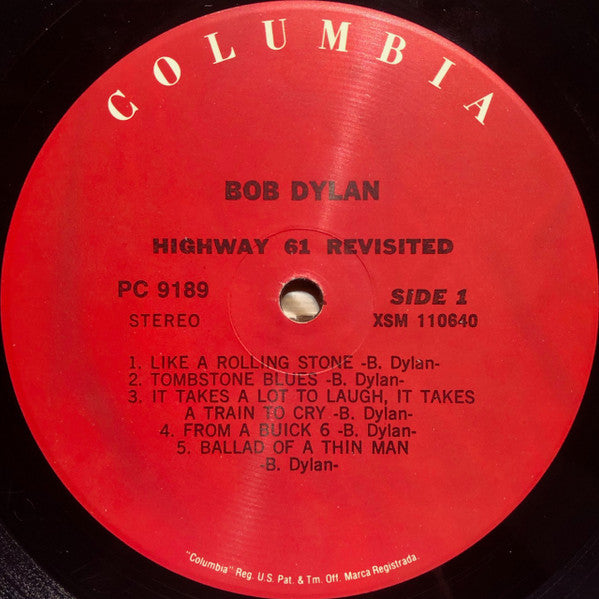 COLUMBIA
BOB DYLAN
HIGHWAY 61 REVISITED
PC 9189 SIDE 1
STEREO XSM 110640
1. LIKE A ROLLING STONE -B. Dylan-
2. TOMBSTONE BLUES -B. Dylan-
3. IT TAKES A LOT TO LAUGH, IT TAKES
A TRAIN TO CRY -B. Dylan-
4. FROM A BUICK 6 -B. Dylan-
5. BALLAD OF A THIN MAN
-B. Dylan-
"Columbia" Reg. U.S. Pat. & Tm. Off. Marca Registrada.